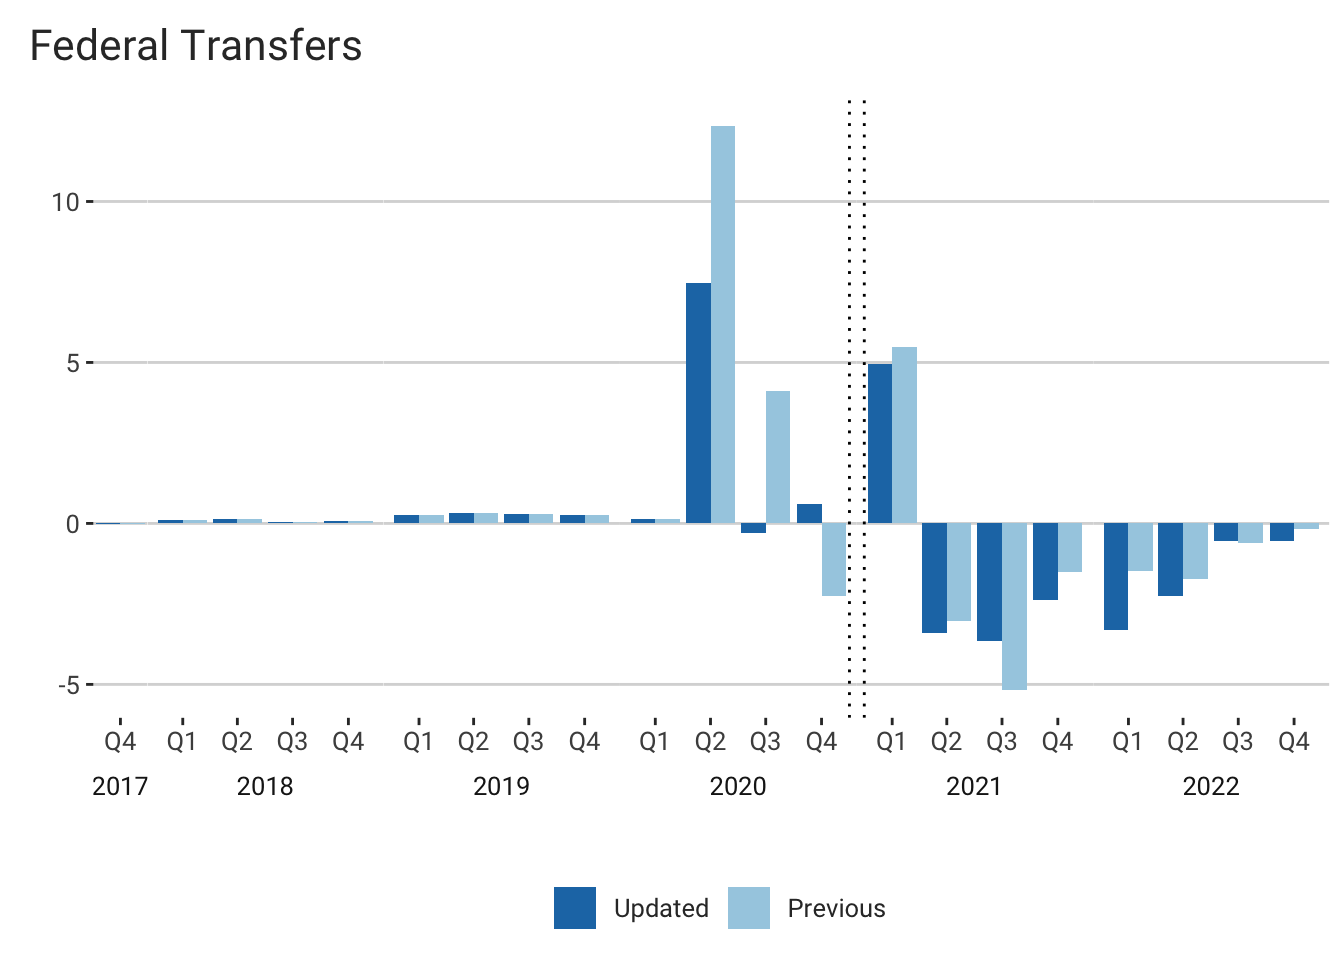 Federal Transfers
10
5
0
-5
Q4 Q1 Q2 Q3 Q4 Q1 Q2 Q3 Q4 Q1 Q2 Q3 Q4 Q1 Q2 Q3 Q4 Q1 Q2 Q3 Q4
2017 2018 2019 2020 2021 2022
Updated Previous